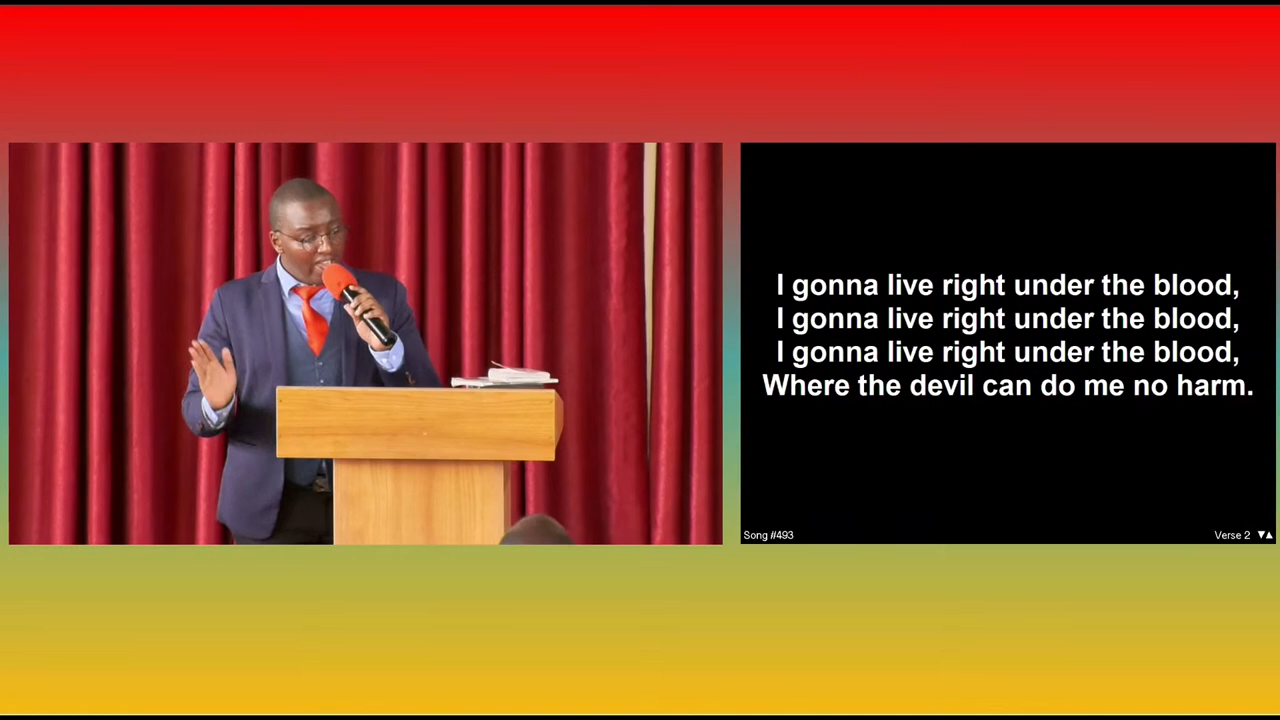 I gonna live right under the blood,
I gonna live right under the blood,
I gonna live right under the blood,
Where the devil can do me no harm.
Song #493
Verse 2 ▼▲